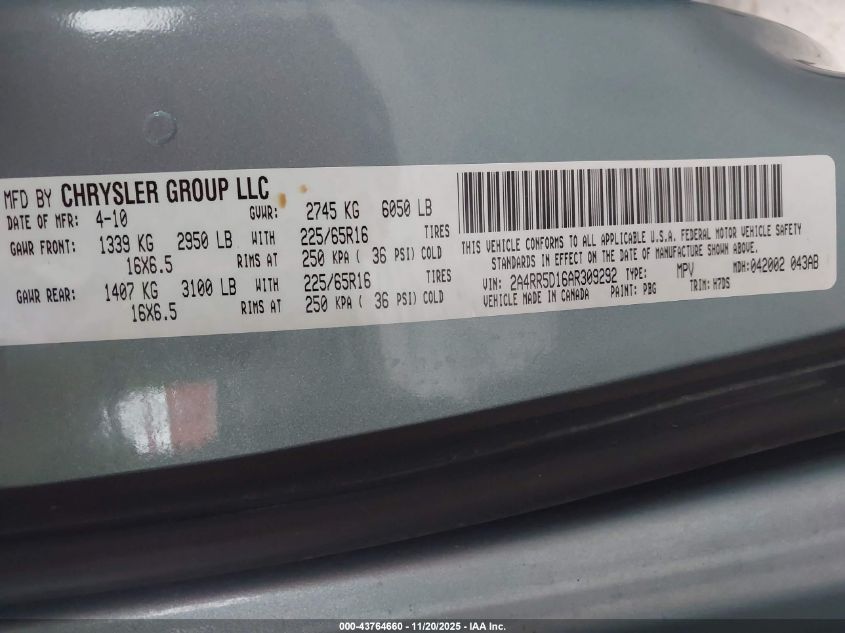 MFD BY CHRYSLER GROUP LLC
DATE OF MFR: 4-10 GVWR: 2745 KG 6050 LB
GAWR FRONT: 1339 KG 2950 LB WITH 225/65R16 TIRES
16X6.5 RIMS AT 250 KPA ( 36 PSI) COLD
GAWR REAR: 1407 KG 3100 LB WITH 225/65R16 TIRES
16X6.5 RIMS AT 250 KPA ( 36 PSI) COLD
THIS VEHICLE CONFORMS TO ALL APPLICABLE U.S.A. FEDERAL MOTOR VEHICLE SAFETY
STANDARDS IN EFFECT ON THE DATE OF MANUFACTURE SHOWN ABOVE.
VIN: 2A4RR5D16AR309292 TYPE: MPV MDH:042002 043AB
VEHICLE MADE IN CANADA PAINT: PBG TRIM: H7DS
000-43764660 - 11/20/2025 - IAA Inc.